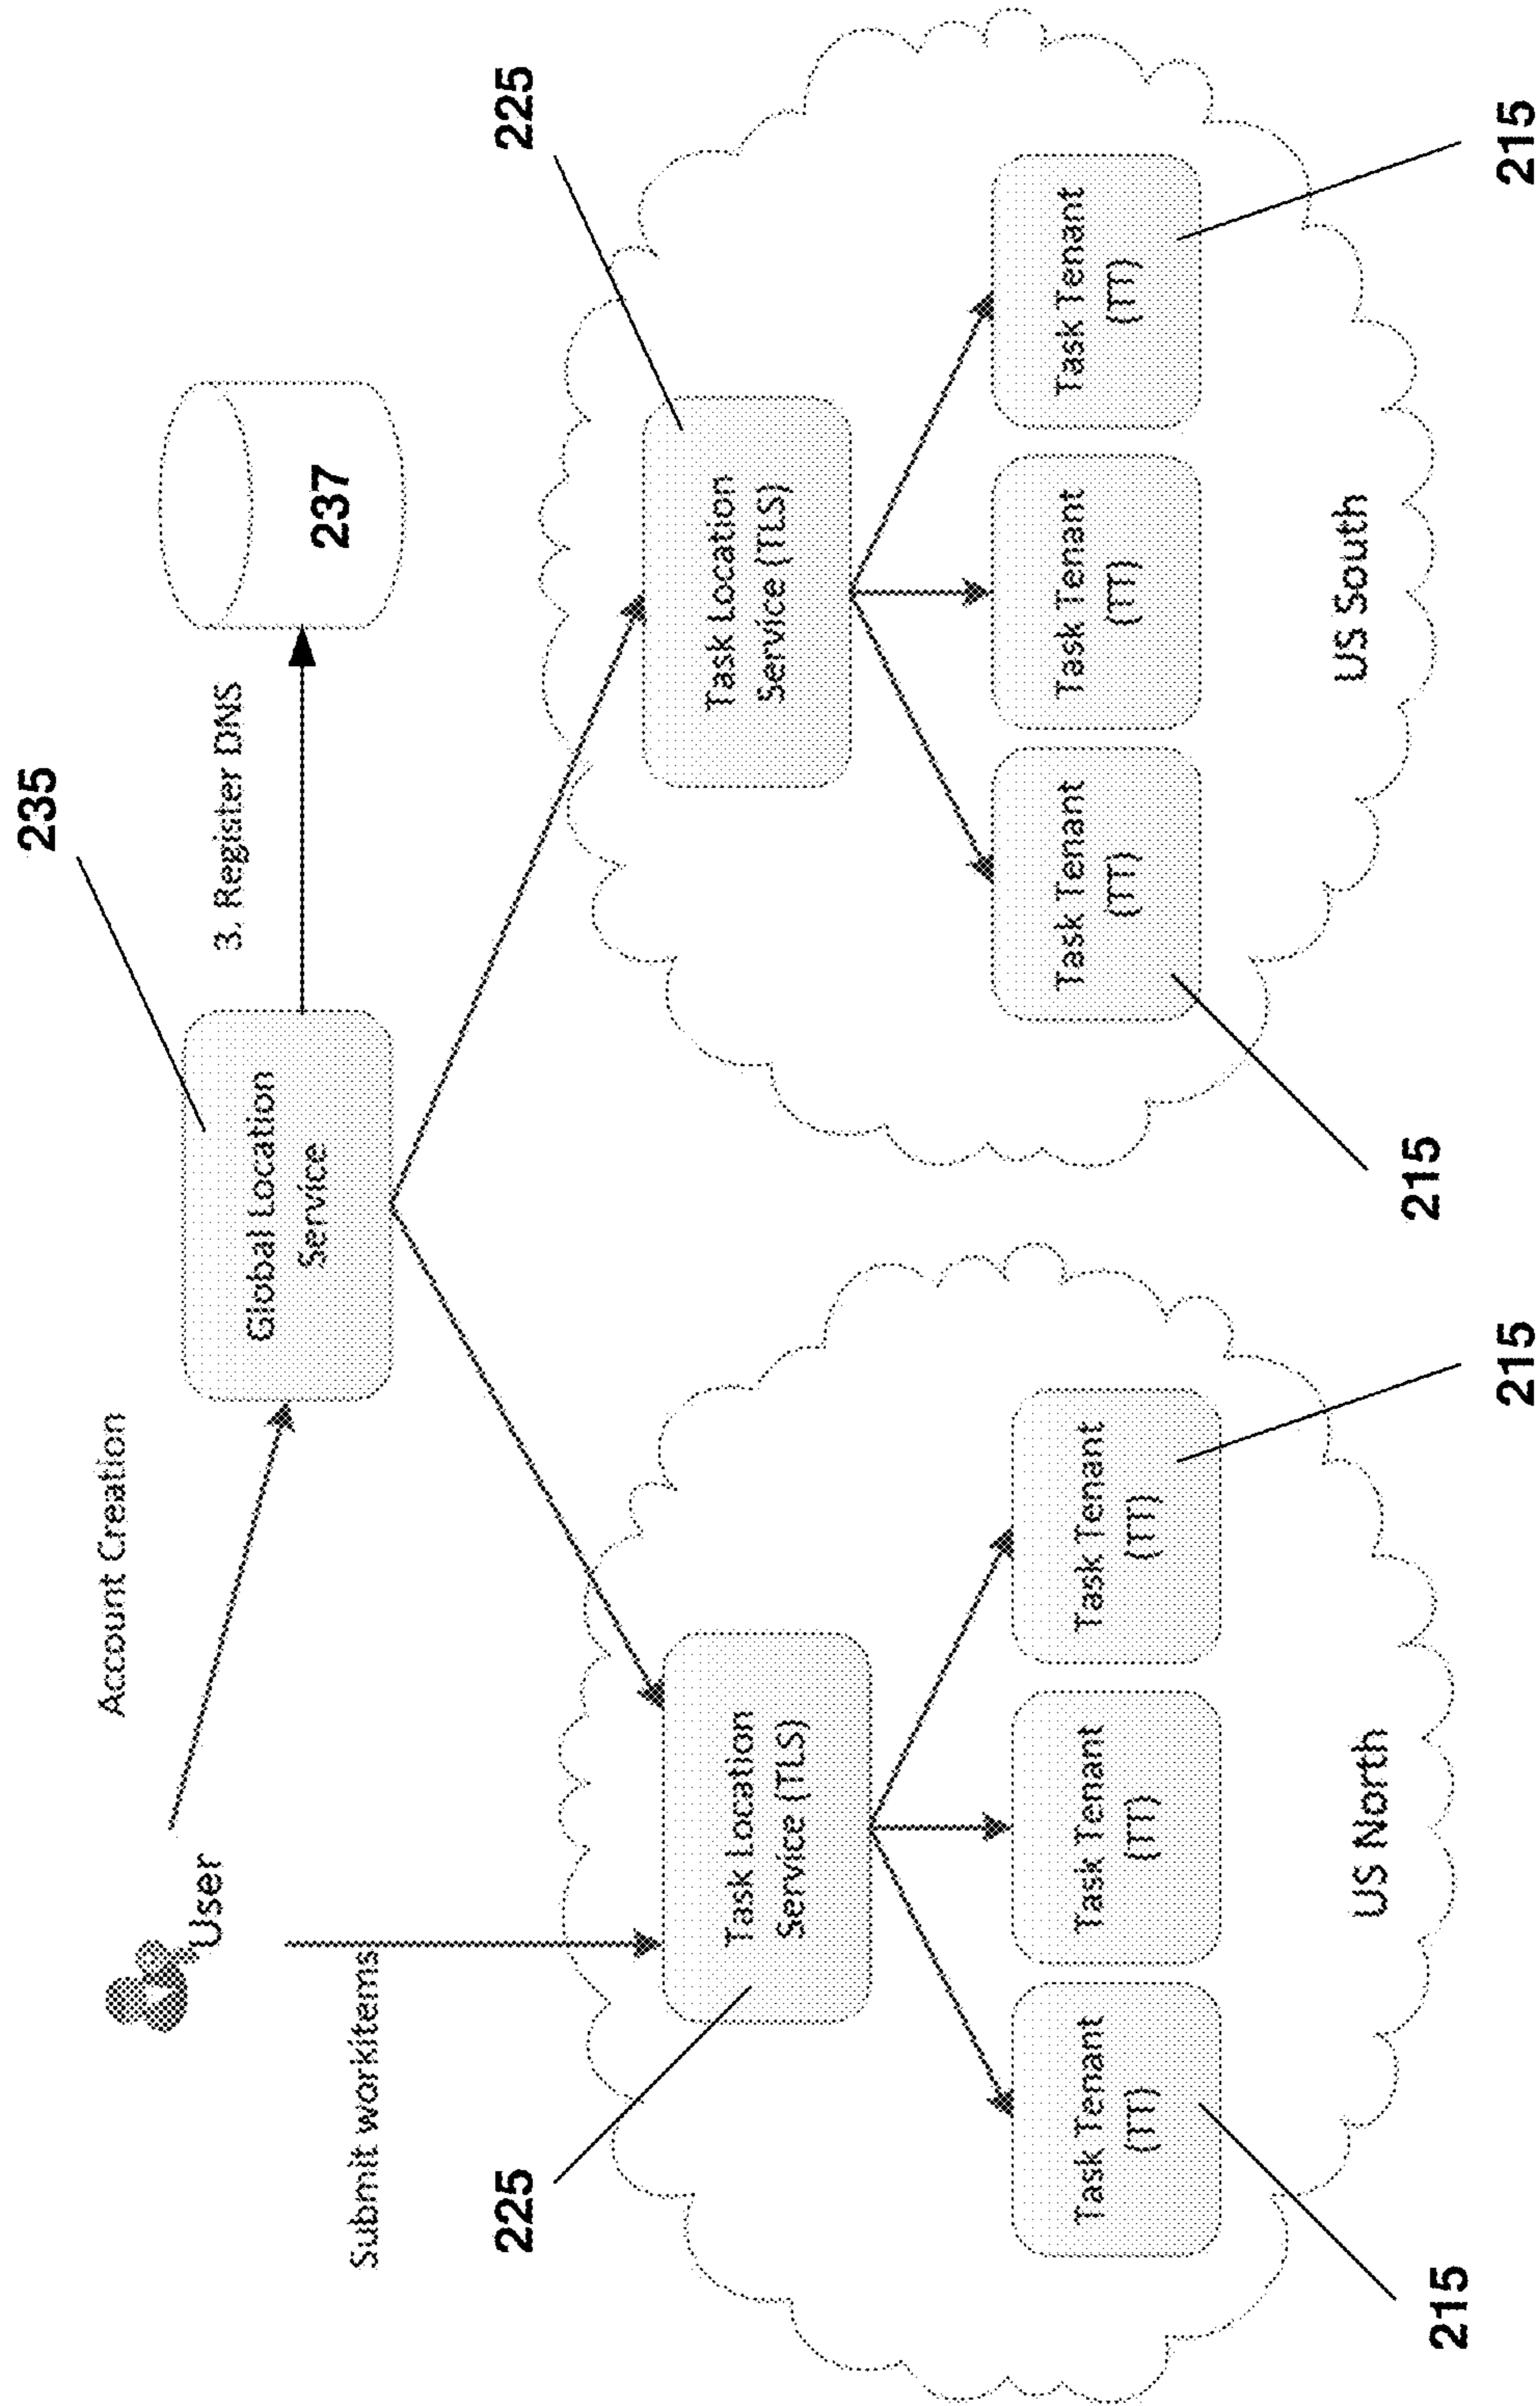 235
Account Creation
User
Global Location
Service
3. Register DNS
237
Submit workitems
225
225
Task Location
Service (TLS)
Task Location
Service (TLS)
Task Tenant
(TT)
Task Tenant
(TT)
Task Tenant
(TT)
Task Tenant
(TT)
Task Tenant
(TT)
Task Tenant
(TT)
US North
US South
215
215
215
215